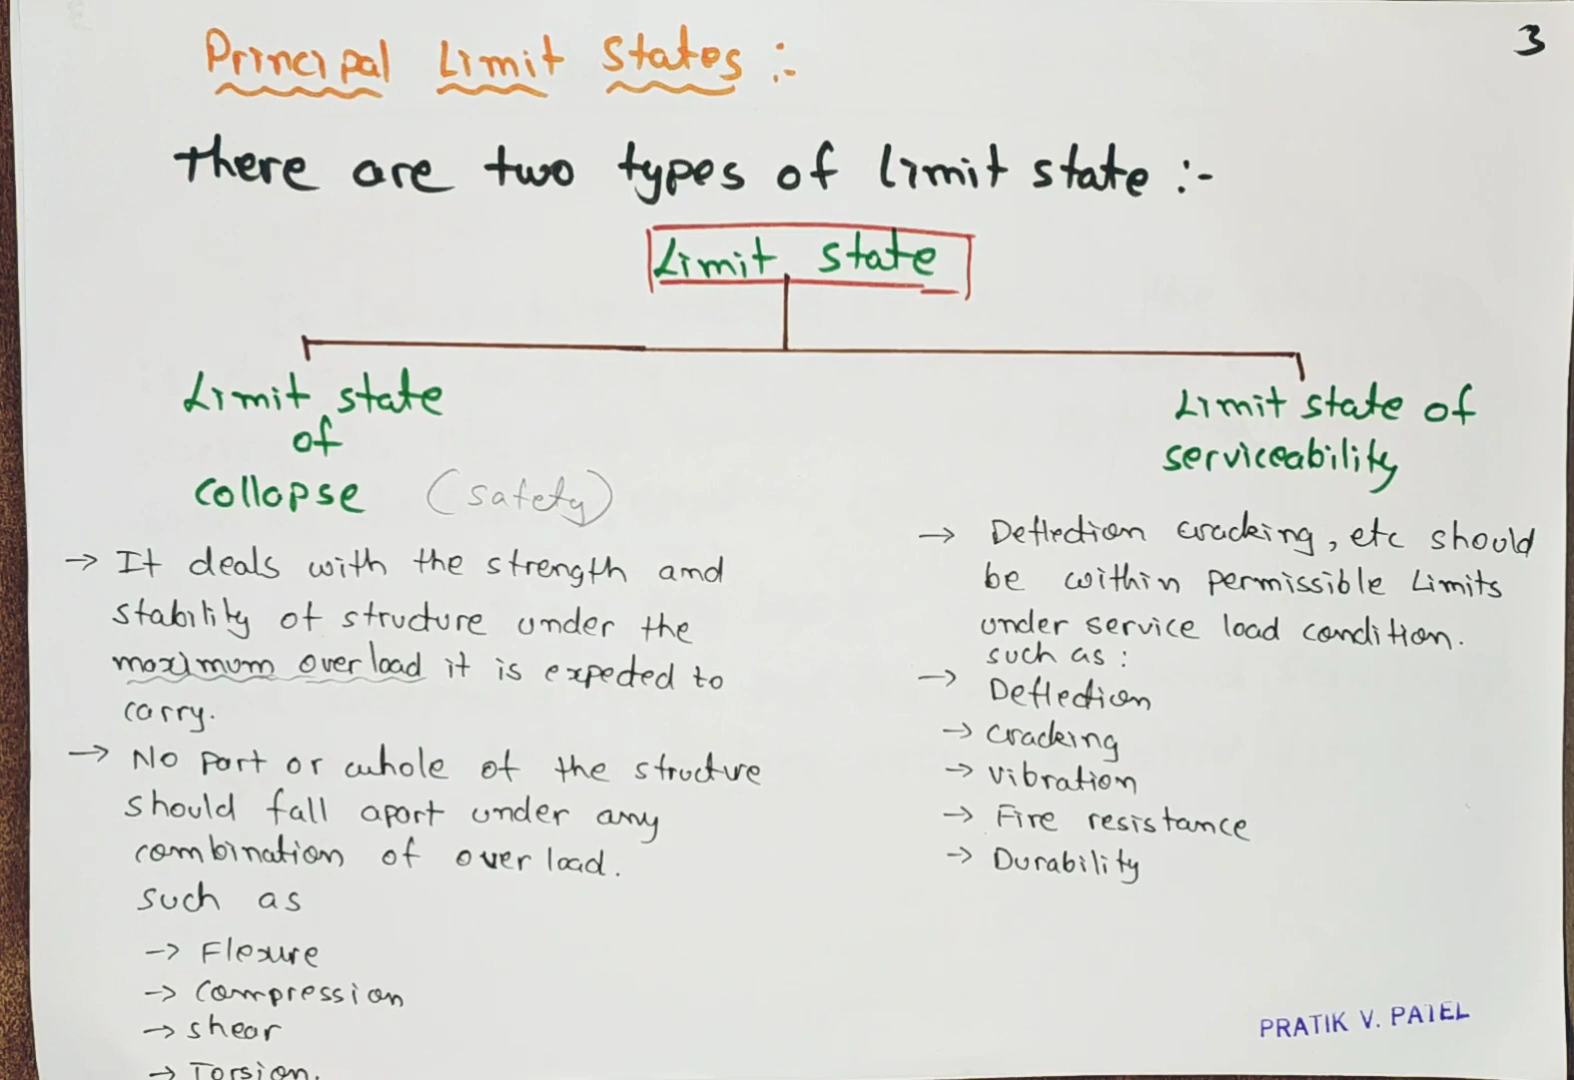 3
Principal Limit States :-
There are two types of limit state :-
Limit state
Limit state
of
collapse (safety)
→ It deals with the strength and
stability of structure under the
maximum over load it is expected to
carry.
→ No part or whole of the structure
should fall apart under any
combination of over load.
such as
→ Flexure
→ compression
→ shear
→ Torsion.
Limit state of
serviceability
→ Deflection cracking, etc should
be within permissible Limits
under service load condition.
such as :
→ Deflection
→ cracking
→ vibration
→ Fire resistance
→ Durability
PRATIK V. PATEL